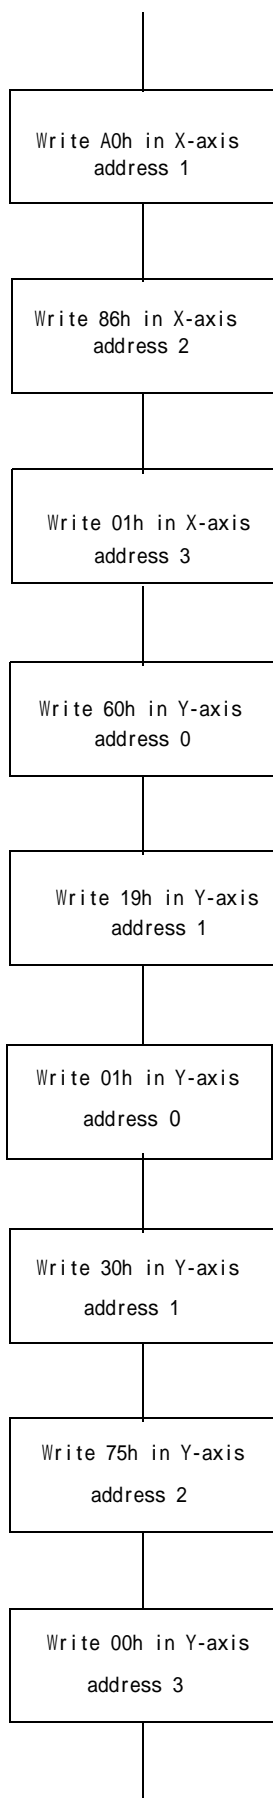 Write A0h in X-axis
address 1
Write 86h in X-axis
address 2
Write 01h in X-axis
address 3
Write 60h in Y-axis
address 0
Write 19h in Y-axis
address 1
Write 01h in Y-axis
address 0
Write 30h in Y-axis
address 1
Write 75h in Y-axis
address 2
Write 00h in Y-axis
address 3